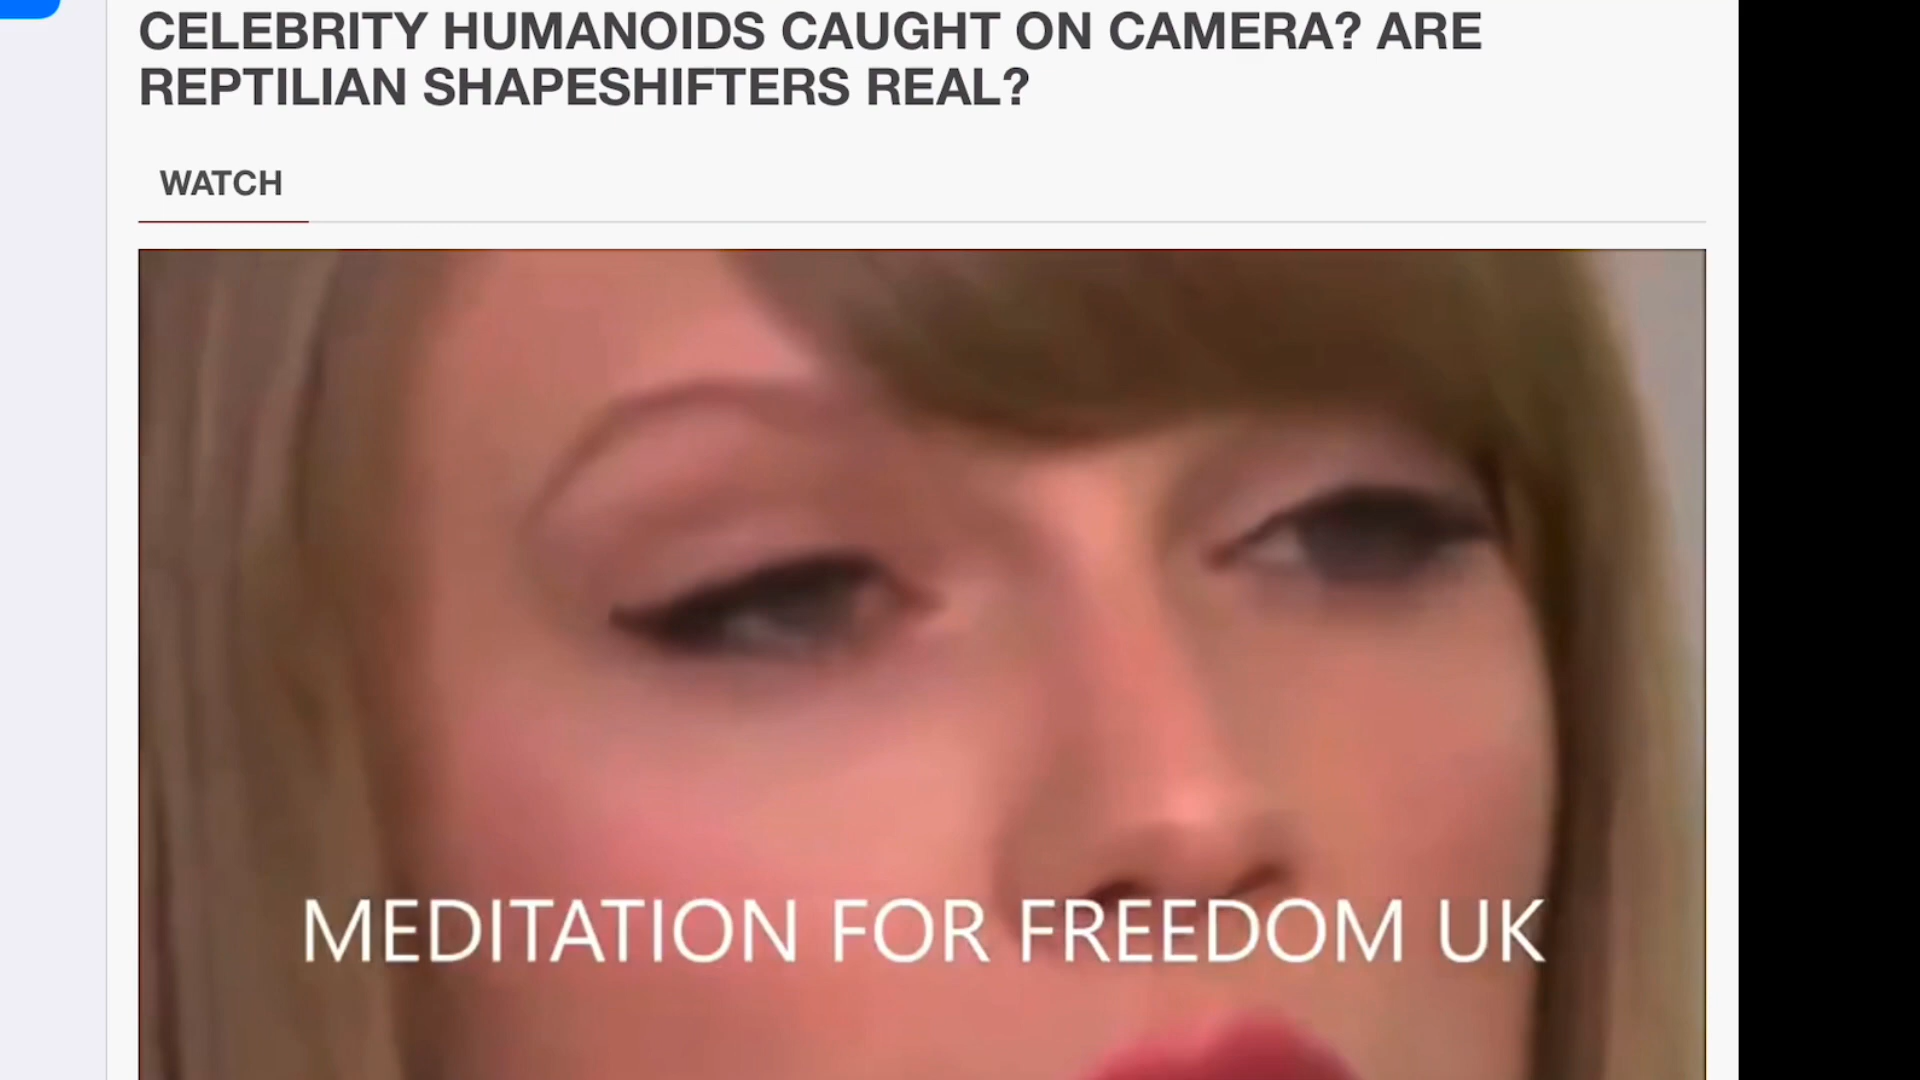 CELEBRITY HUMANOIDS CAUGHT ON CAMERA? ARE
REPTILIAN SHAPESHIFTERS REAL?
WATCH
MEDITATION FOR FREEDOM UK